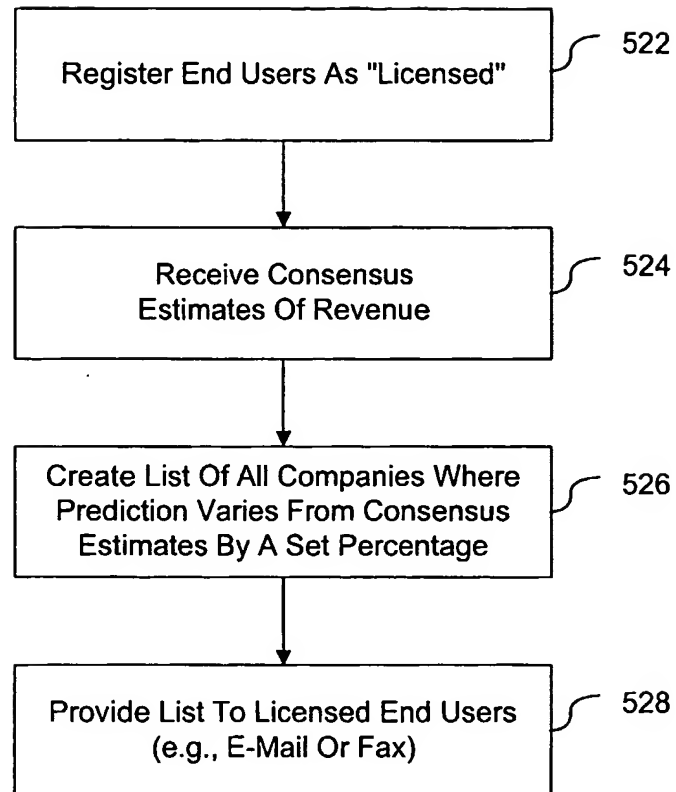 Register End Users As "Licensed"
522
Receive Consensus
Estimates Of Revenue
524
Create List Of All Companies Where
Prediction Varies From Consensus
Estimates By A Set Percentage
526
Provide List To Licensed End Users
(e.g., E-Mail Or Fax)
528